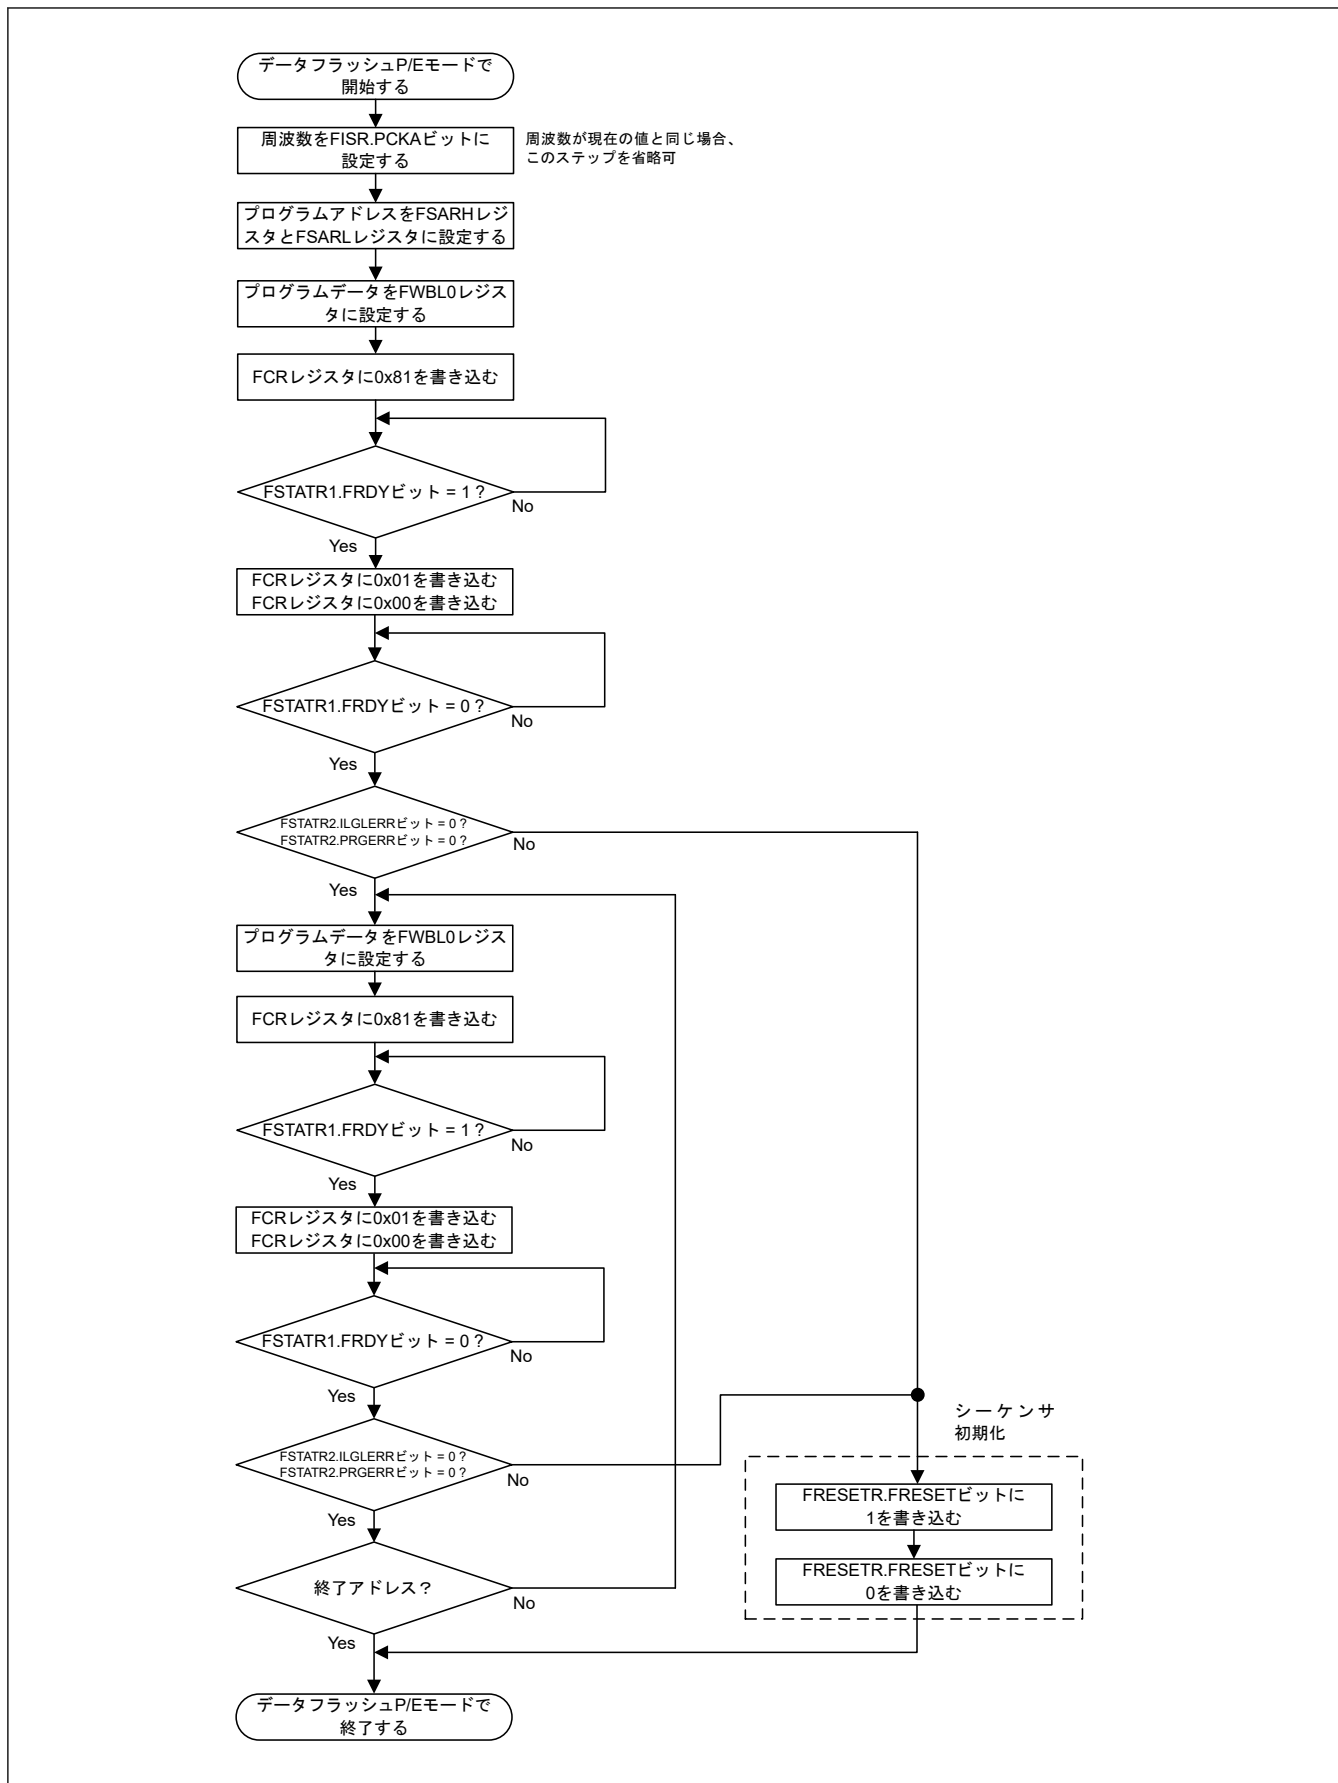 データフラッシュP/Eモードで
開始する
周波数をFISR.PCKAビットに
設定する
周波数が現在の値と同じ場合、
このステップを省略可
プログラムアドレスをFSARHレジ
スタとFSARLレジスタに設定する
プログラムデータをFWBL0レジス
タに設定する
FCRレジスタに0x81を書き込む
FSTATR1.FRDYビット = 1 ?
No
Yes
FCRレジスタに0x01を書き込む
FCRレジスタに0x00を書き込む
FSTATR1.FRDYビット = 0 ?
No
Yes
FSTATR2.ILGLERRビット = 0 ?
FSTATR2.PRGERRビット = 0 ?
No
Yes
プログラムデータをFWBL0レジス
タに設定する
FCRレジスタに0x81を書き込む
FSTATR1.FRDYビット = 1 ?
No
Yes
FCRレジスタに0x01を書き込む
FCRレジスタに0x00を書き込む
FSTATR1.FRDYビット = 0 ?
No
Yes
FSTATR2.ILGLERRビット = 0 ?
FSTATR2.PRGERRビット = 0 ?
No
Yes
シーケンサ
初期化
FRESETR.FRESETビットに
1を書き込む
FRESETR.FRESETビットに
0を書き込む
終了アドレス?
No
Yes
データフラッシュP/Eモードで
終了する